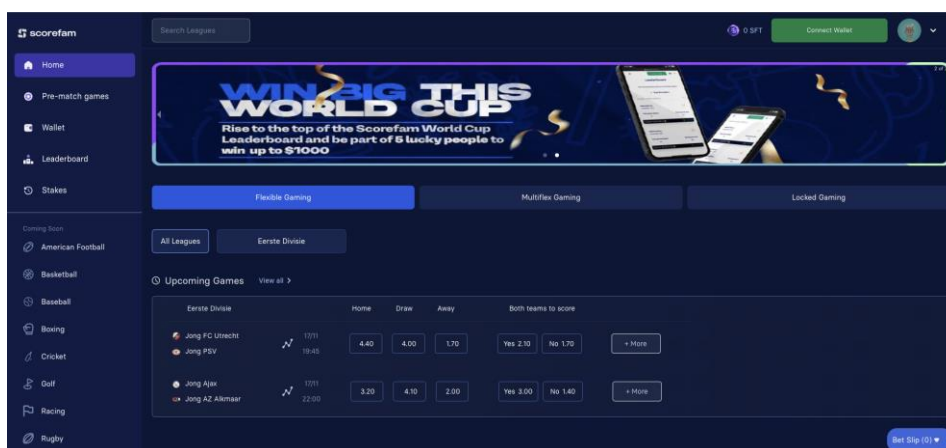 scorefam
Search Leagues
0 SFT
Connect Wallet
Home
Pre-match games
Wallet
Leaderboard
Stakes
Coming Soon
American Football
Basketball
Baseball
Boxing
Cricket
Golf
Racing
Rugby
WIN BIG THIS
WORLD CUP
Rise to the top of the Scorefam World Cup
Leaderboard and be part of 5 lucky people to
win up to $1000
Flexible Gaming Multiflex Gaming Locked Gaming
All Leagues Eerste Divisie
Upcoming Games View all >
Eerste Divisie Home Draw Away Both teams to score
Jong FC Utrecht 17/11
4.40 4.00 1.70 Yes 2.10 No 1.70 + More
Jong PSV 19:45
Jong Ajax 17/11
3.20 4.10 2.00 Yes 3.00 No 1.40 + More
Jong AZ Alkmaar 22:00
Bet Slip (0)